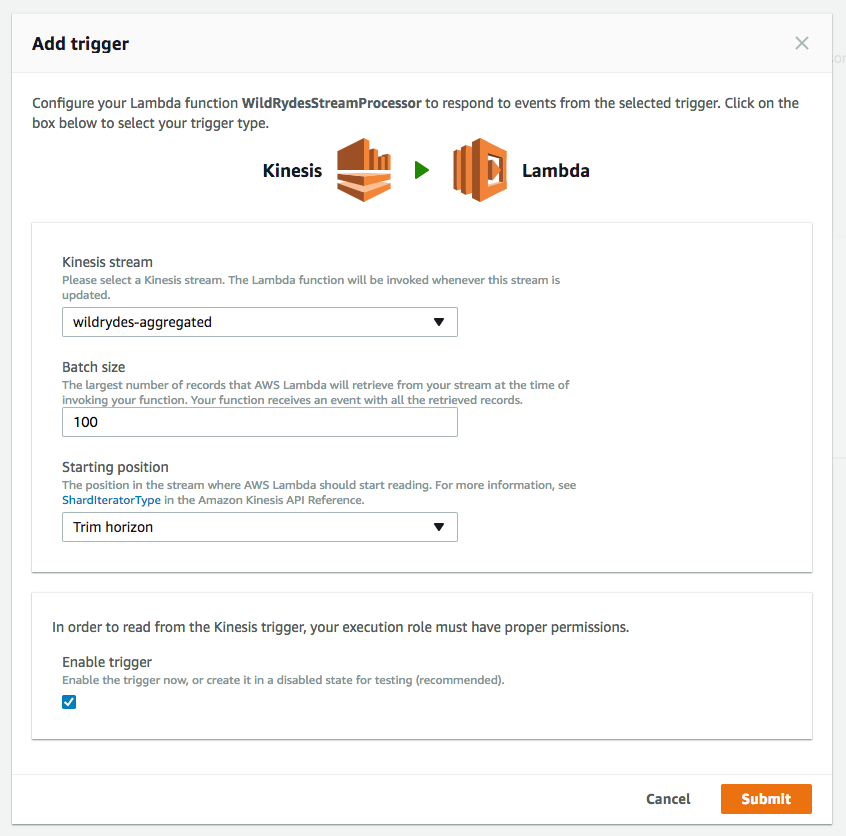 Add trigger
Configure your Lambda function WildRydesStreamProcessor to respond to events from the selected trigger. Click on the
box below to select your trigger type.
Kinesis
Lambda
Kinesis stream
Please select a Kinesis stream. The Lambda function will be invoked whenever this stream is
updated.
wildrydes-aggregated
Batch size
The largest number of records that AWS Lambda will retrieve from your stream at the time of
invoking your function. Your function receives an event with all the retrieved records.
100
Starting position
The position in the stream where AWS Lambda should start reading. For more information, see
ShardIteratorType in the Amazon Kinesis API Reference.
Trim horizon
In order to read from the Kinesis trigger, your execution role must have proper permissions.
Enable trigger
Enable the trigger now, or create it in a disabled state for testing (recommended).
Cancel
Submit